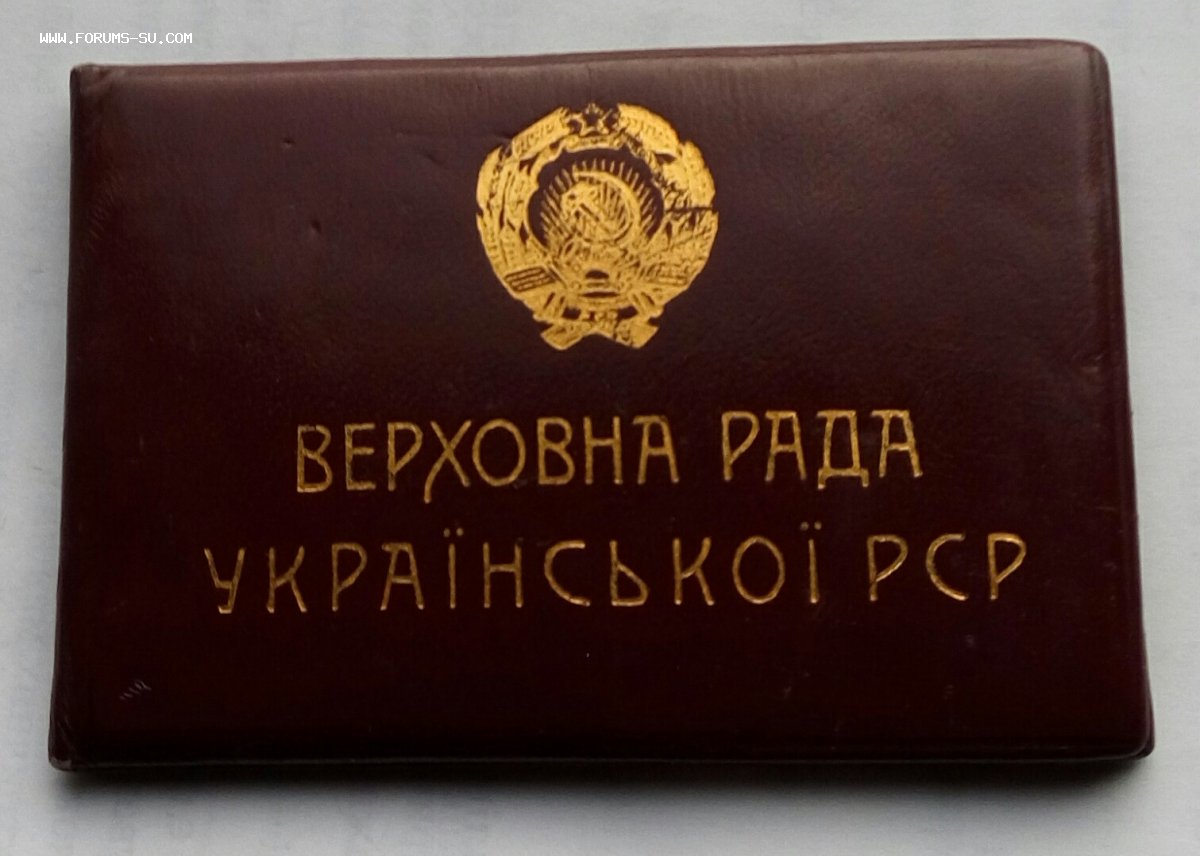 WWW.FORUMS-SU.COM
ВЕРХОВНА РАДА
УКРАЇНСЬКОЇ РСР